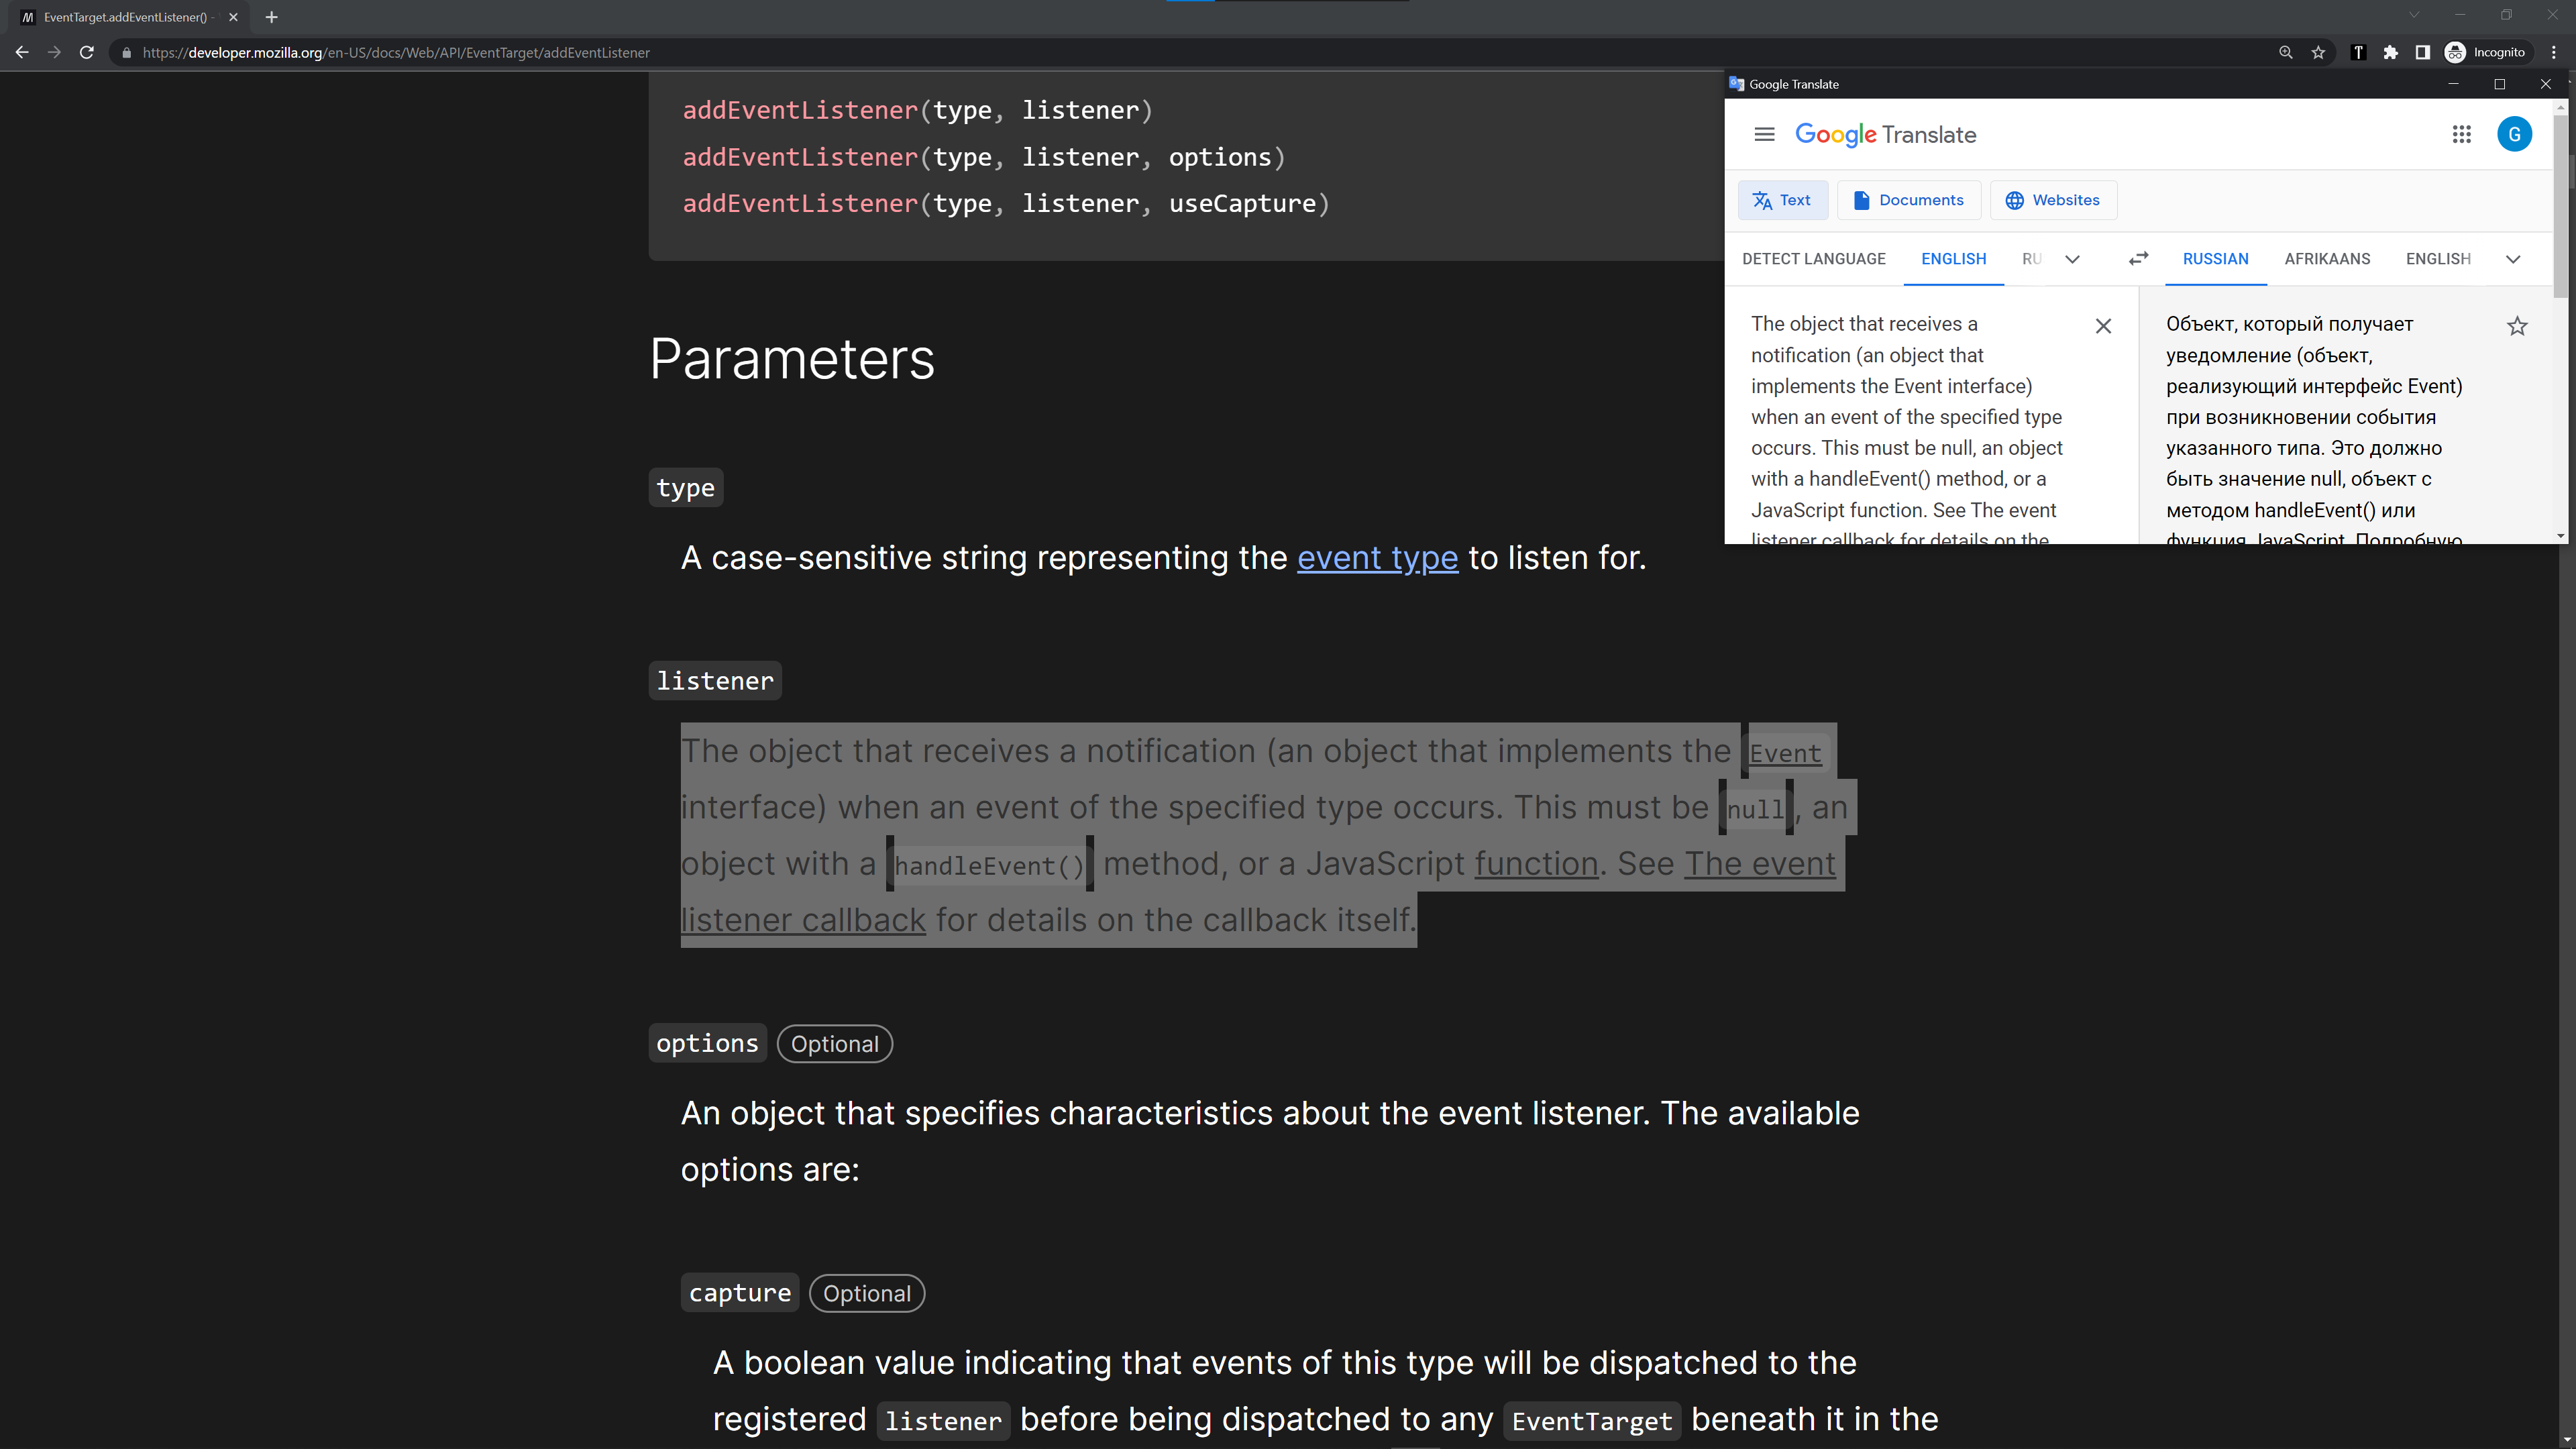 EventTarget.addEventListener() -
https://developer.mozilla.org/en-US/docs/Web/API/EventTarget/addEventListener
Incognito
addEventListener(type, listener)
addEventListener(type, listener, options)
addEventListener(type, listener, useCapture)
Parameters
type
A case-sensitive string representing the event type to listen for.
listener
The object that receives a notification (an object that implements the Event
interface) when an event of the specified type occurs. This must be null, an
object with a handleEvent() method, or a JavaScript function. See The event
listener callback for details on the callback itself.
options Optional
An object that specifies characteristics about the event listener. The available
options are:
capture Optional
A boolean value indicating that events of this type will be dispatched to the
registered listener before being dispatched to any EventTarget beneath it in the
Google Translate
Google Translate
G
Text Documents Websites
DETECT LANGUAGE ENGLISH RU
RUSSIAN AFRIKAANS ENGLISH
The object that receives a
notification (an object that
implements the Event interface)
when an event of the specified type
occurs. This must be null, an object
with a handleEvent() method, or a
JavaScript function. See The event
listener callback for details on the
Объект, который получает
уведомление (объект,
реализующий интерфейс Event)
при возникновении события
указанного типа. Это должно
быть значение null, объект с
методом handleEvent() или
функция JavaScript. Подробную